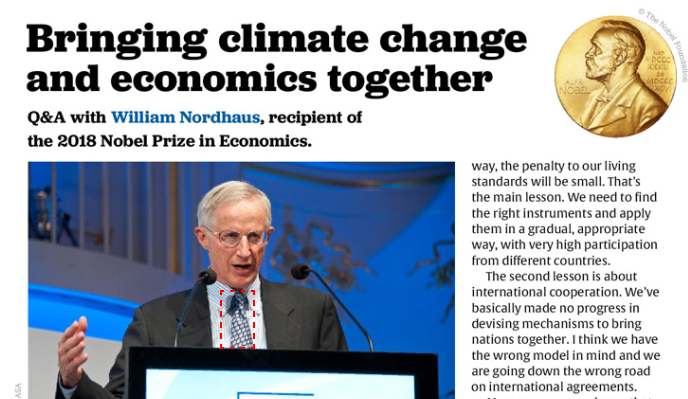 Bringing climate change
and economics together
Q&A with William Nordhaus, recipient of
the 2018 Nobel Prize in Economics.
© The Nobel Foundation
ALFR.
NOBEL
way, the penalty to our living
standards will be small. That’s
the main lesson. We need to find
the right instruments and apply
them in a gradual, appropriate
way, with very high participation
from different countries.
The second lesson is about
international cooperation. We’ve
basically made no progress in
devising mechanisms to bring
nations together. I think we have
the wrong model in mind and we
are going down the wrong road
on international agreements.
ASA